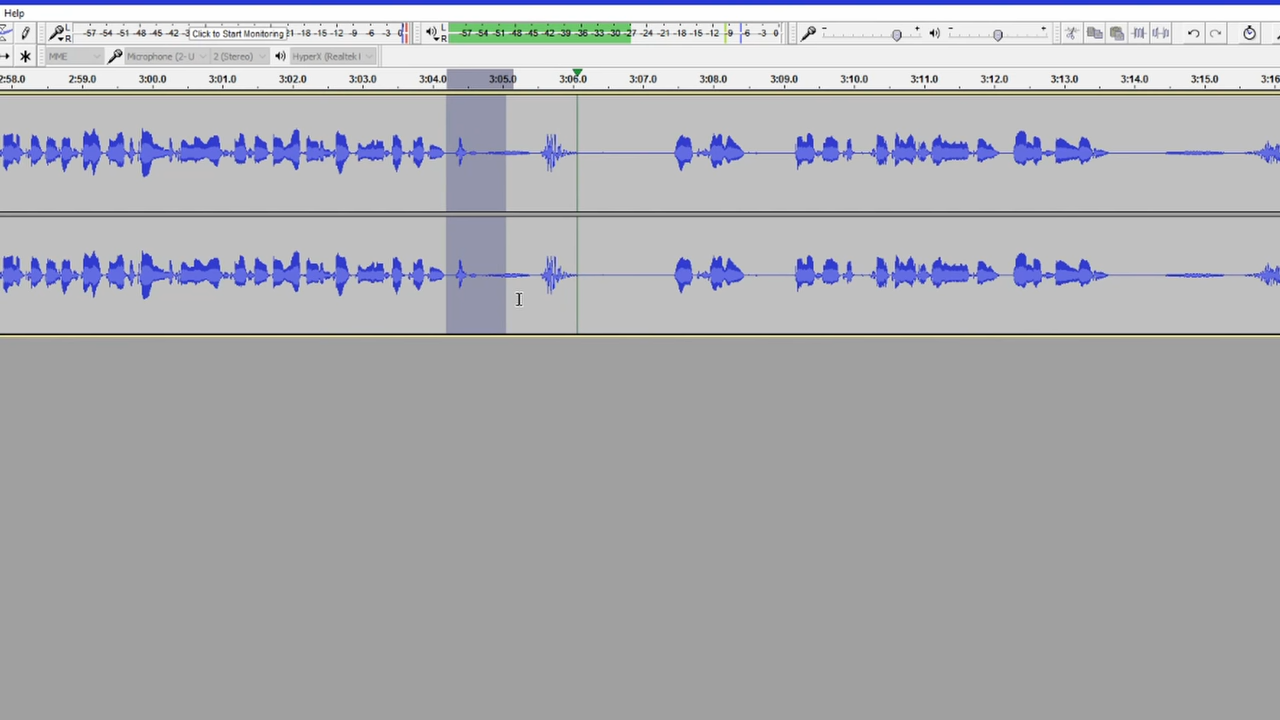 Help
L
R
-57 -54 -51 -48 -45 -42 -3 Click to Start Monitoring 21 -18 -15 -12 -9 -6 -3 0
L
R
-57 -54 -51 -48 -45 -42 -39 -36 -33 -30 -27 -24 -21 -18 -15 -12 -9 -6 -3 0
- +
- +
MME
Microphone (2- U
2 (Stereo)
HyperX (Realtek I
2:58.0 2:59.0 3:00.0 3:01.0 3:02.0 3:03.0 3:04.0 3:05.0 3:06.0 3:07.0 3:08.0 3:09.0 3:10.0 3:11.0 3:12.0 3:13.0 3:14.0 3:15.0 3:16